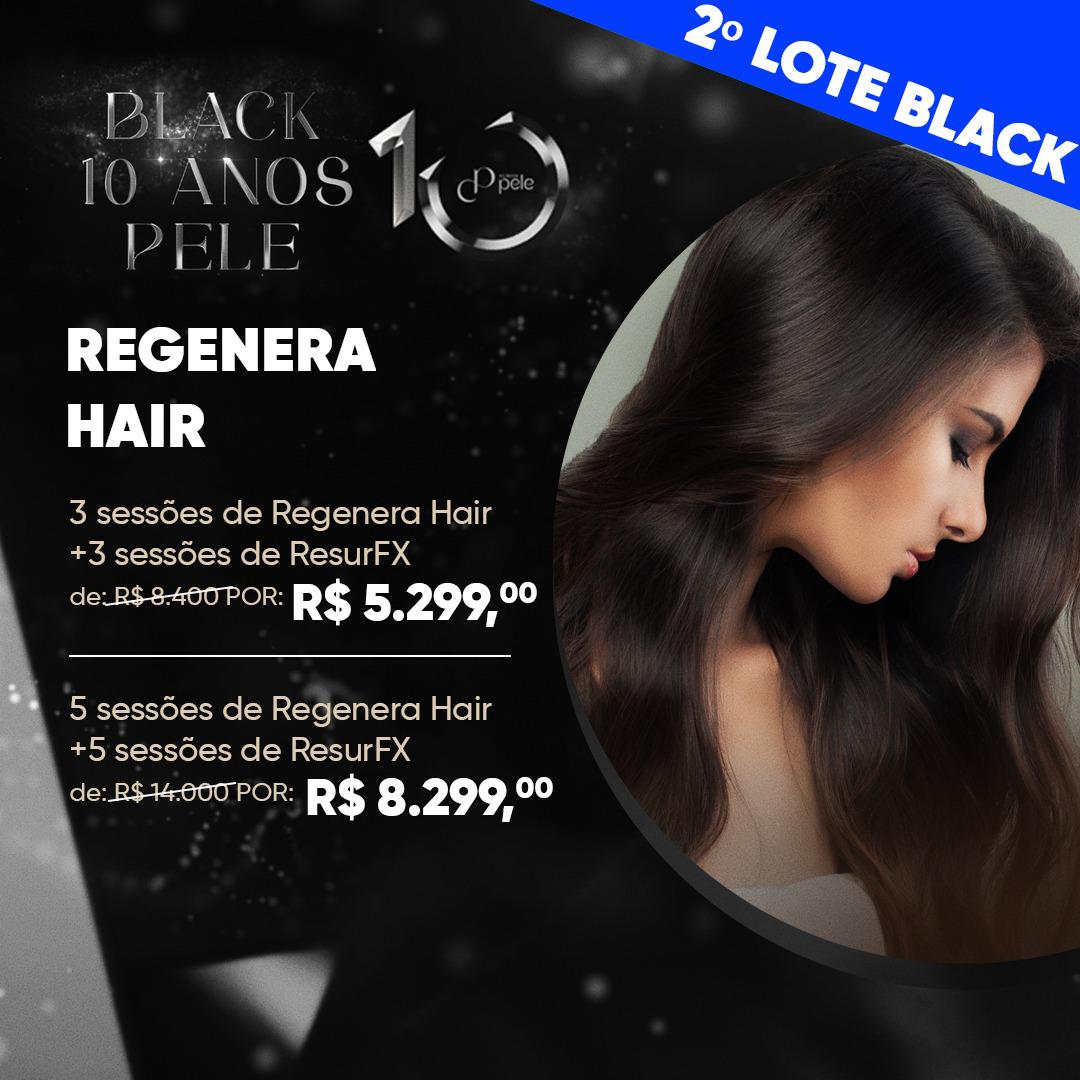 2º LOTE BLACK
BLACK
10 ANOS
PELE
10
pele
REGENERA
HAIR
3 sessões de Regenera Hair
+3 sessões de ResurFX
de: R$ 8.400 POR: R$ 5.299,00
5 sessões de Regenera Hair
+5 sessões de ResurFX
de: R$ 14.000 POR: R$ 8.299,00